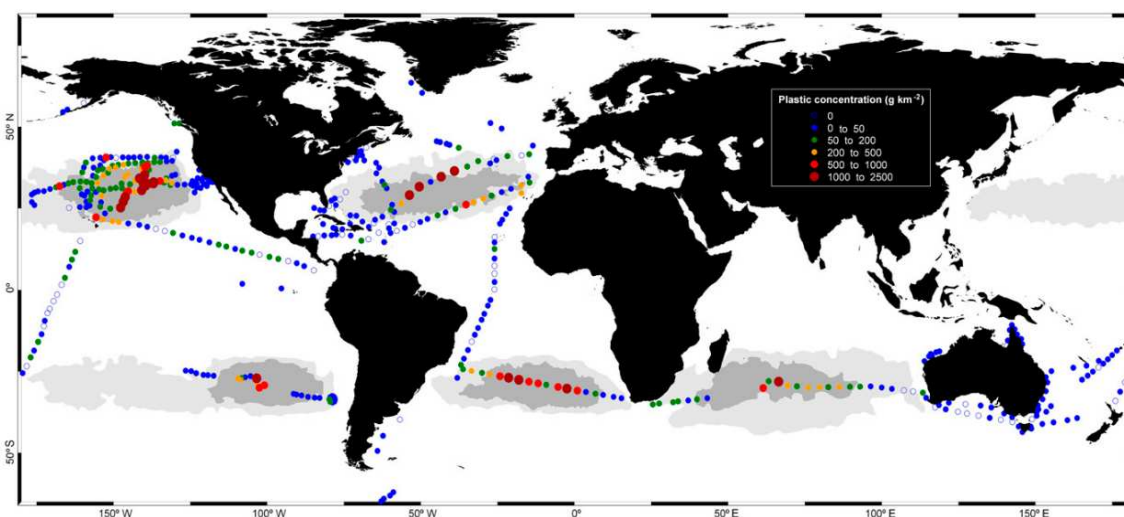 Plastic concentration (g km⁻²)
0
0 to 50
50 to 200
200 to 500
500 to 1000
1000 to 2500
50° N
0°
50°S
150° W
100° W
50° W
0°
50° E
100° E
150° E